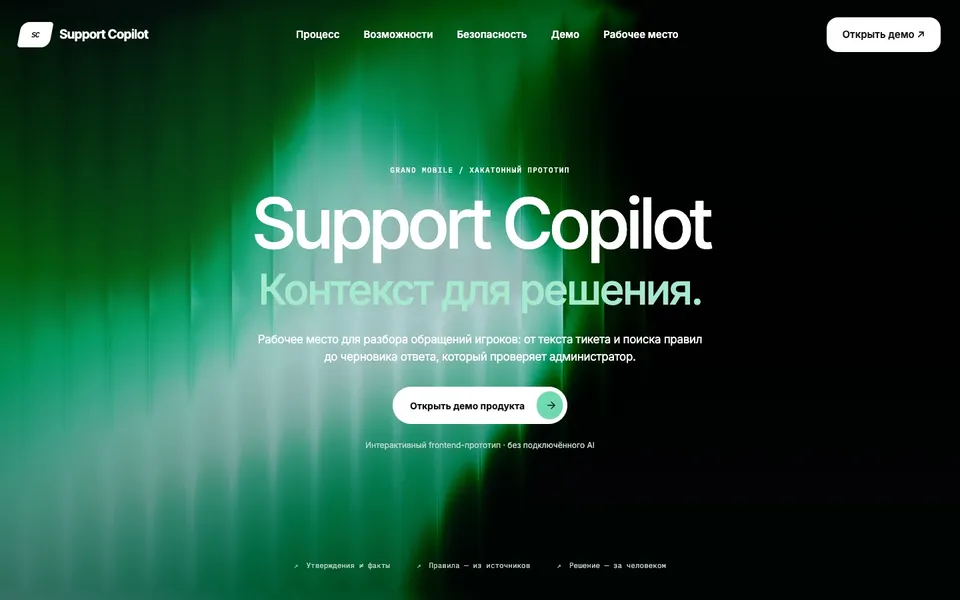 SC Support Copilot
Процесс Возможности Безопасность Демо Рабочее место
Открыть демо ↗
GRAND MOBILE / ХАКАТОННЫЙ ПРОТОТИП
Support Copilot
Контекст для решения.
Рабочее место для разбора обращений игроков: от текста тикета и поиска правил
до черновика ответа, который проверяет администратор.
Открыть демо продукта →
Интерактивный frontend-прототип · без подключённого AI
↗ Утверждения ≠ факты ↗ Правила — из источников ↗ Решение — за человеком